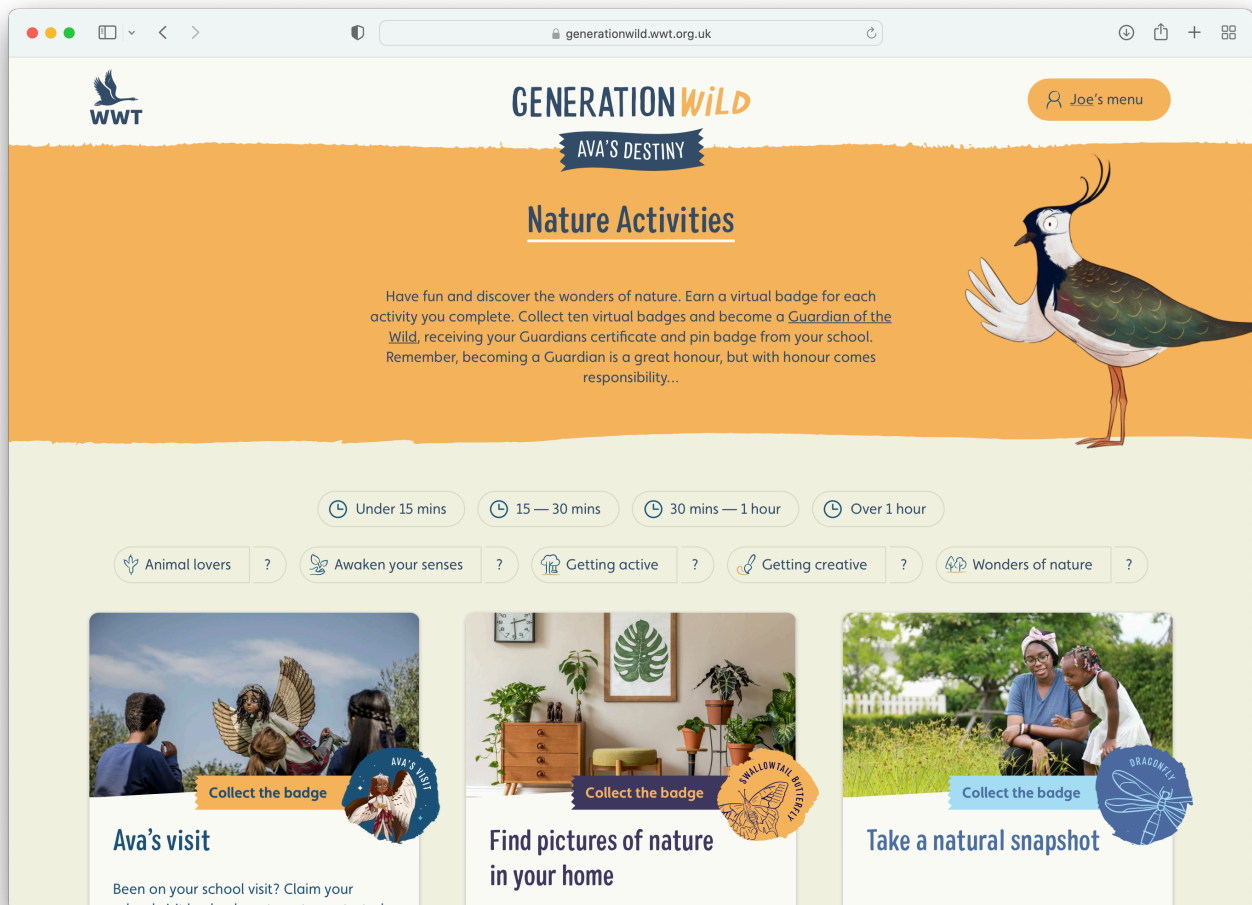 generationwild.wwt.org.uk
WWT
GENERATION WiLD
Joe's menu
AVA'S DESTINY
Nature Activities
Have fun and discover the wonders of nature. Earn a virtual badge for each
activity you complete. Collect ten virtual badges and become a Guardian of the
Wild, receiving your Guardians certificate and pin badge from your school.
Remember, becoming a Guardian is a great honour, but with honour comes
responsibility...
Under 15 mins
15 — 30 mins
30 mins — 1 hour
Over 1 hour
Animal lovers ?
Awaken your senses ?
Getting active ?
Getting creative ?
Wonders of nature ?
AVA'S VISIT
Collect the badge
Ava's visit
Been on your school visit? Claim your
SWALLOWTAIL BUTTERFLY
Collect the badge
Find pictures of nature
in your home
DRAGONFLY
Collect the badge
Take a natural snapshot